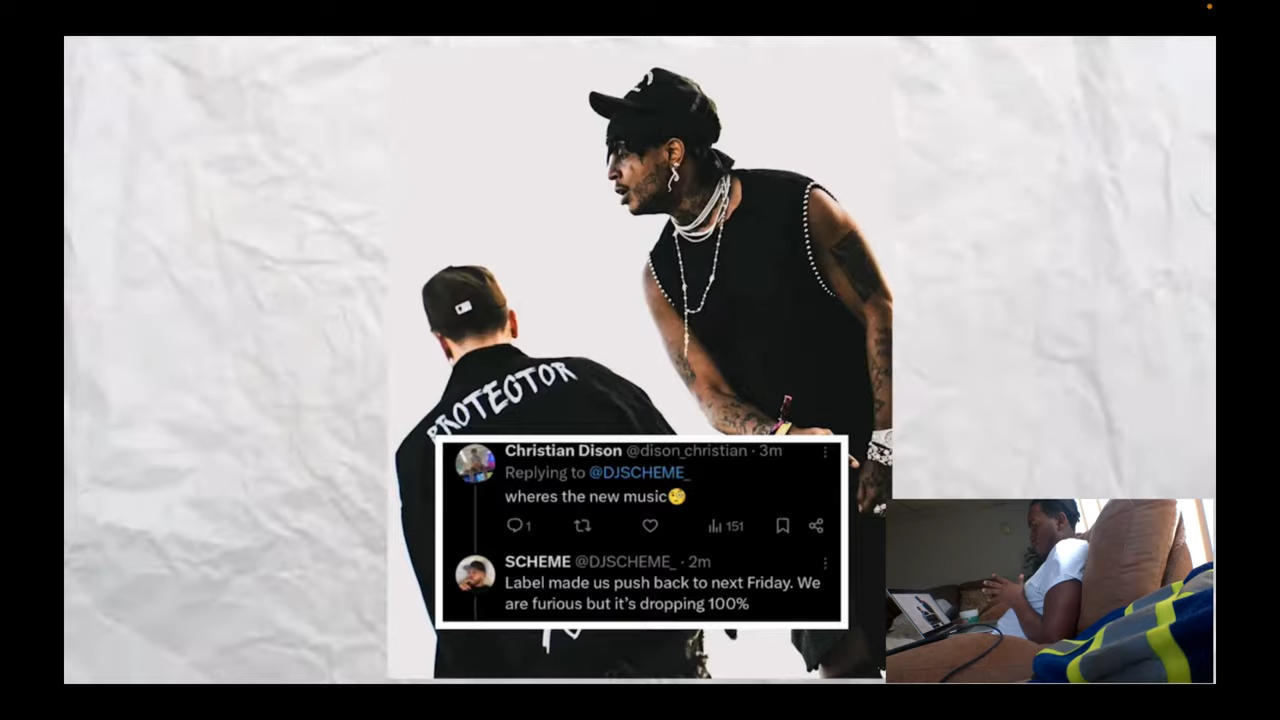 PROTECTOR
Christian Dison @dison_christian · 3m
Replying to @DJSCHEME_
wheres the new music🧐
1
151
SCHEME @DJSCHEME_ · 2m
Label made us push back to next Friday. We
are furious but it’s dropping 100%